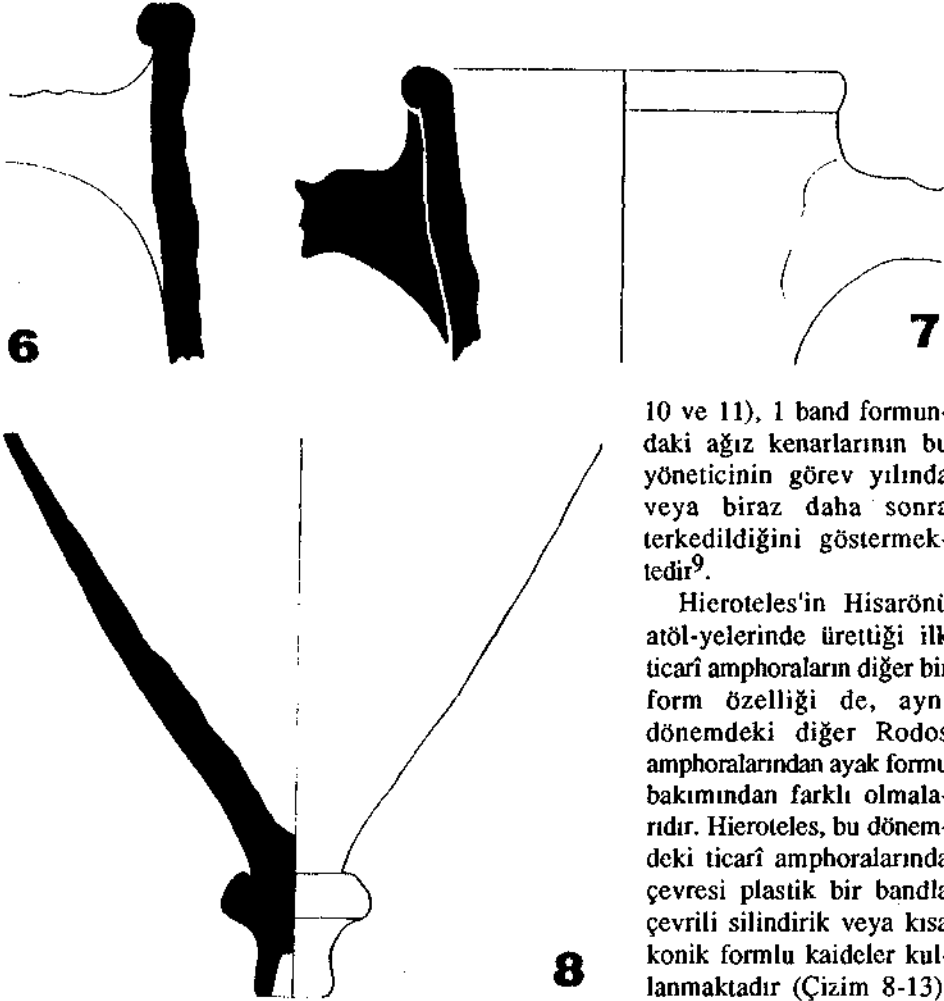 6
7
10 ve 11), 1 band formun-
daki ağız kenarlarının bu
yöneticinin görev yılında
veya biraz daha sonra
terkedildiğini göstermek-
tedir9.
Hieroteles'in Hisarönü
atöl-yelerinde ürettiği ilk
ticarî amphoraların diğer bir
form özelliği de, ayn
dönemdeki diğer Rodos
amphoralarından ayak formu
bakımından farklı olmala-
rıdır. Hieroteles, bu dönem-
deki ticarî amphoralarında
çevresi plastik bir bandla
çevrili silindirik veya kısa
konik formlu kaideler kul-
lanmaktadır (Çizim 8-13)
8